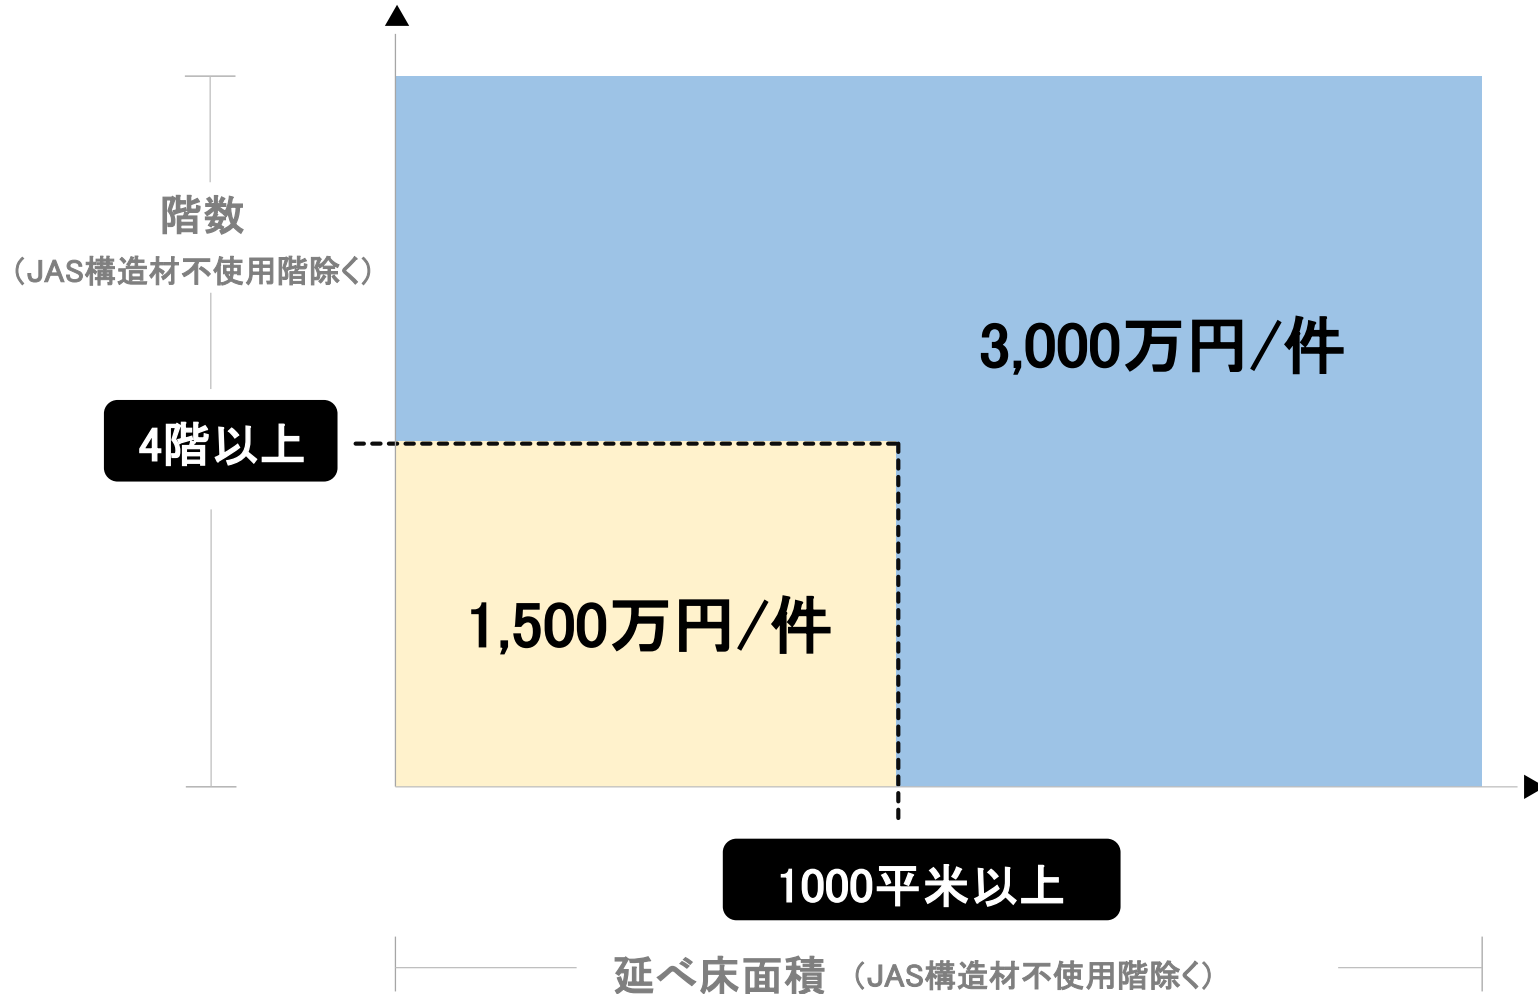 階数
（JAS構造材不使用階除く）
3,000万円/件
4階以上
1,500万円/件
1000平米以上
延べ床面積 （JAS構造材不使用階除く）